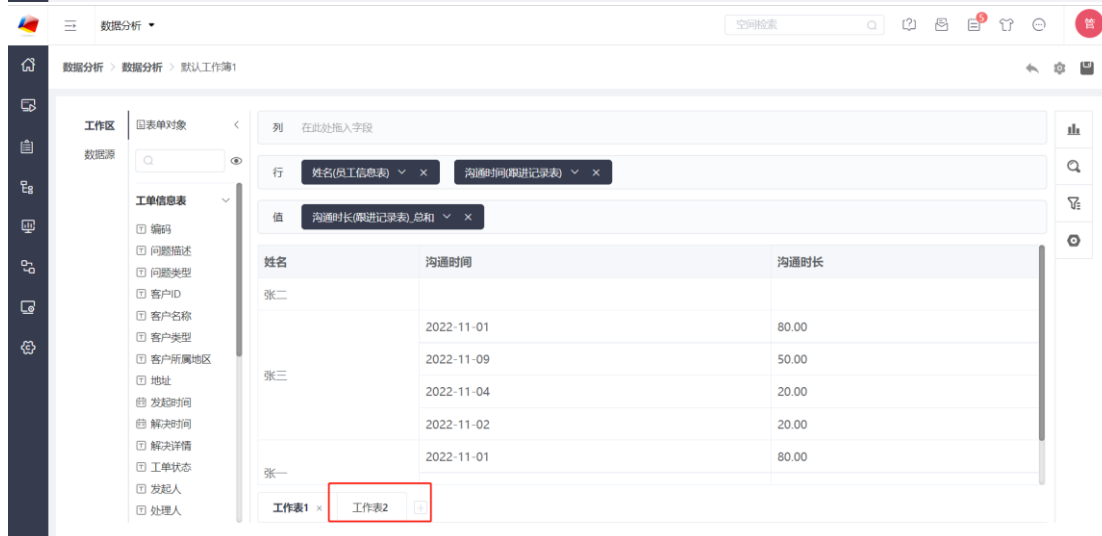 数据分析
空间检索
5
管
数据分析 > 数据分析 > 默认工作簿1
工作区
数据源
表单对象
工单信息表
编码
问题描述
问题类型
客户ID
客户名称
客户类型
客户所属地区
地址
发起时间
解决时间
解决详情
工单状态
发起人
处理人
列 在此处拖入字段
行 姓名(员工信息表) 沟通时间(跟进记录表)
值 沟通时长(跟进记录表)_总和
姓名 沟通时间 沟通时长
张二
张三
2022-11-01 80.00
2022-11-09 50.00
2022-11-04 20.00
2022-11-02 20.00
张一
2022-11-01 80.00
工作表1 × 工作表2 +